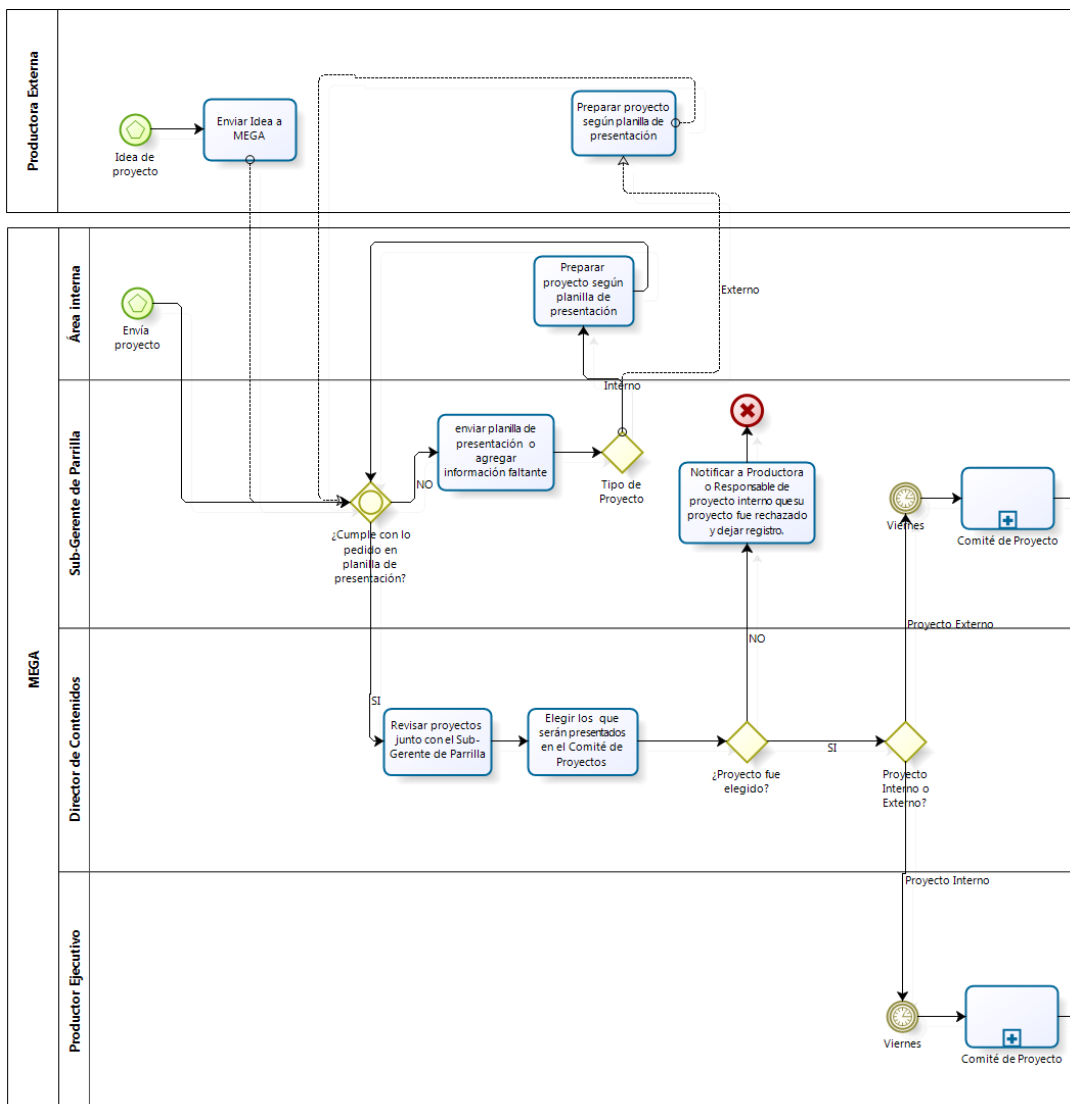 Productora Externa
Idea de
proyecto
Enviar Idea a
MEGA
Preparar proyecto
según planilla de
presentación
MEGA
Área interna
Envía
proyecto
Preparar
proyecto según
planilla de
presentación
Externo
Interno
Sub-Gerente de Parrilla
¿Cumple con lo
pedido en
planilla de
presentación?
NO
enviar planilla de
presentación o
agregar
información faltante
Tipo de
Proyecto
Notificar a Productora
o Responsable de
proyecto interno que su
proyecto fue rechazado
y dejar registro.
Viernes
Comité de Proyecto
Proyecto Externo
Director de Contenidos
SI
Revisar proyectos
junto con el Sub-
Gerente de Parrilla
Elegir los que
serán presentados
en el Comité de
Proyectos
NO
¿Proyecto fue
elegido?
SI
Proyecto
Interno o
Externo?
Productor Ejecutivo
Proyecto Interno
Viernes
Comité de Proyecto